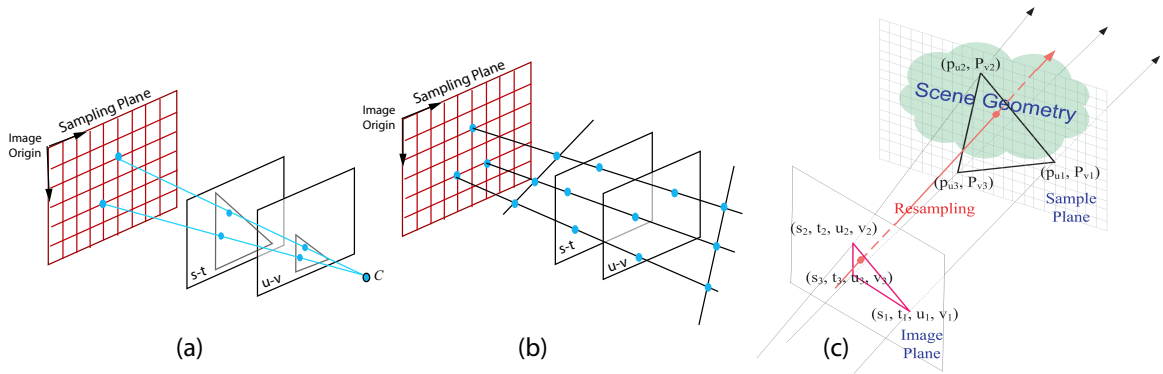 Sampling Plane
Image
Origin
s-t
u-v
C
(a)
Sampling Plane
Image
Origin
s-t
u-v
(b)
(pu2, Pv2)
Scene Geometry
(pu1, Pv1)
(pu3, Pv3)
Sample
Plane
Resampling
(s2, t2, u2, v2)
(s3, t3, u3, v3)
(s1, t1, u1, v1)
Image
Plane
(c)